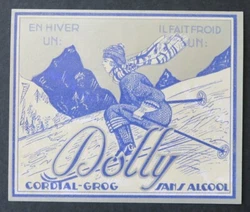 EN HIVER IL FAIT FROID
UN: UN:
Dolly
CORDIAL-GROG SANS ALCOOL